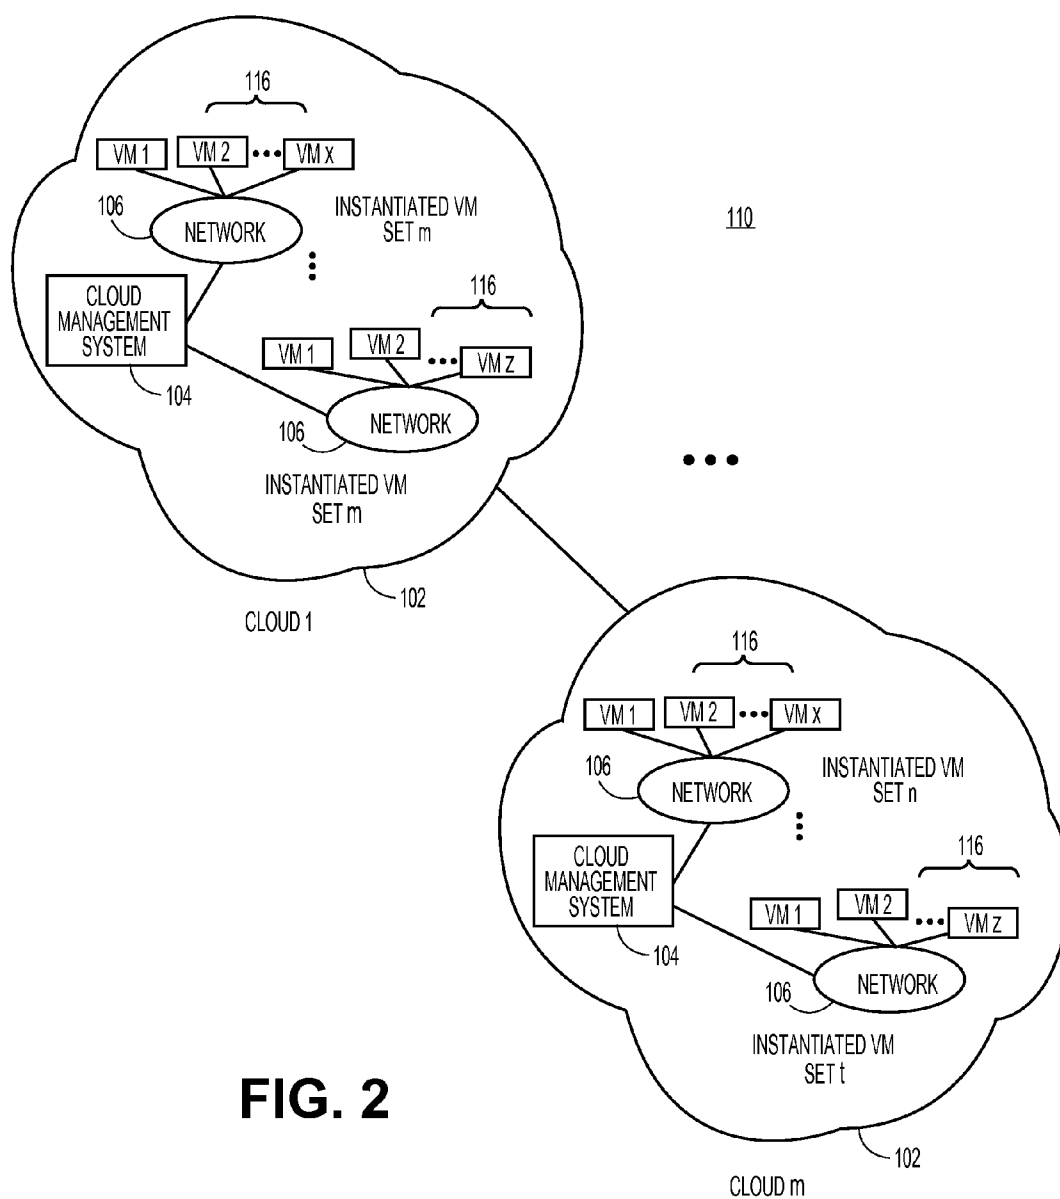 116
VM 1
VM 2
VM X
106
NETWORK
INSTANTIATED VM
SET m
110
CLOUD
MANAGEMENT
SYSTEM
104
116
VM 1
VM 2
VM Z
106
NETWORK
INSTANTIATED VM
SET m
102
CLOUD 1
116
VM 1
VM 2
VM X
106
NETWORK
INSTANTIATED VM
SET n
CLOUD
MANAGEMENT
SYSTEM
104
116
VM 1
VM 2
VM Z
106
NETWORK
INSTANTIATED VM
SET t
FIG. 2
102
CLOUD m